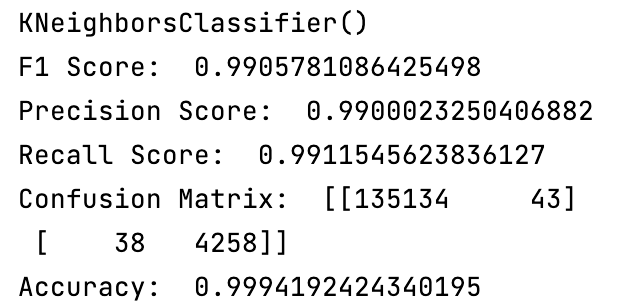 KNeighborsClassifier()
F1 Score:  0.9905781086425498
Precision Score:  0.9900023250406882
Recall Score:  0.9911545623836127
Confusion Matrix:  [[135134     43]
 [    38   4258]]
Accuracy:  0.9994192424340195